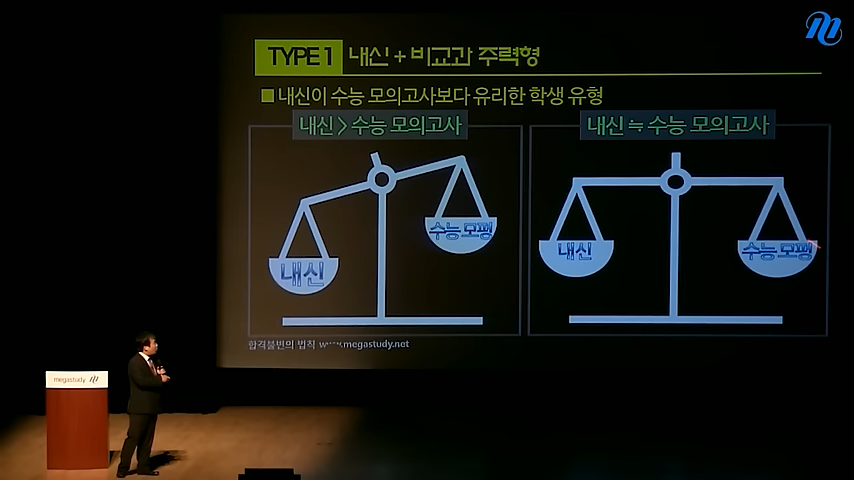 TYPE 1 내신 + 비교과 주력형
■ 내신이 수능 모의고사보다 유리한 학생 유형
내신 > 수능 모의고사
내신 ≒ 수능 모의고사
내신
수능 모평
내신
수능 모평
합격불변의 법칙 www.megastudy.net
megastudy